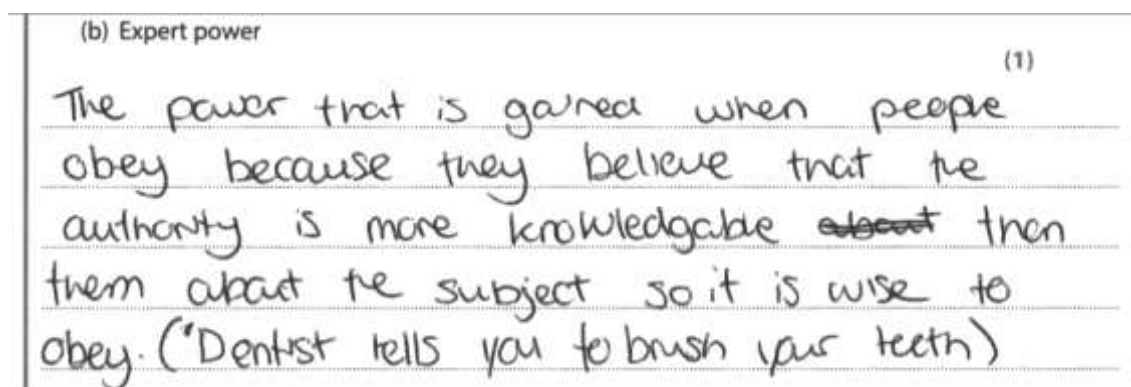 (b) Expert power
(1)
The power that is gained when people
obey because they believe that the
authority is more knowledgable about then
them about the subject so it is wise to
obey. ("Dentist tells you to brush your teeth)